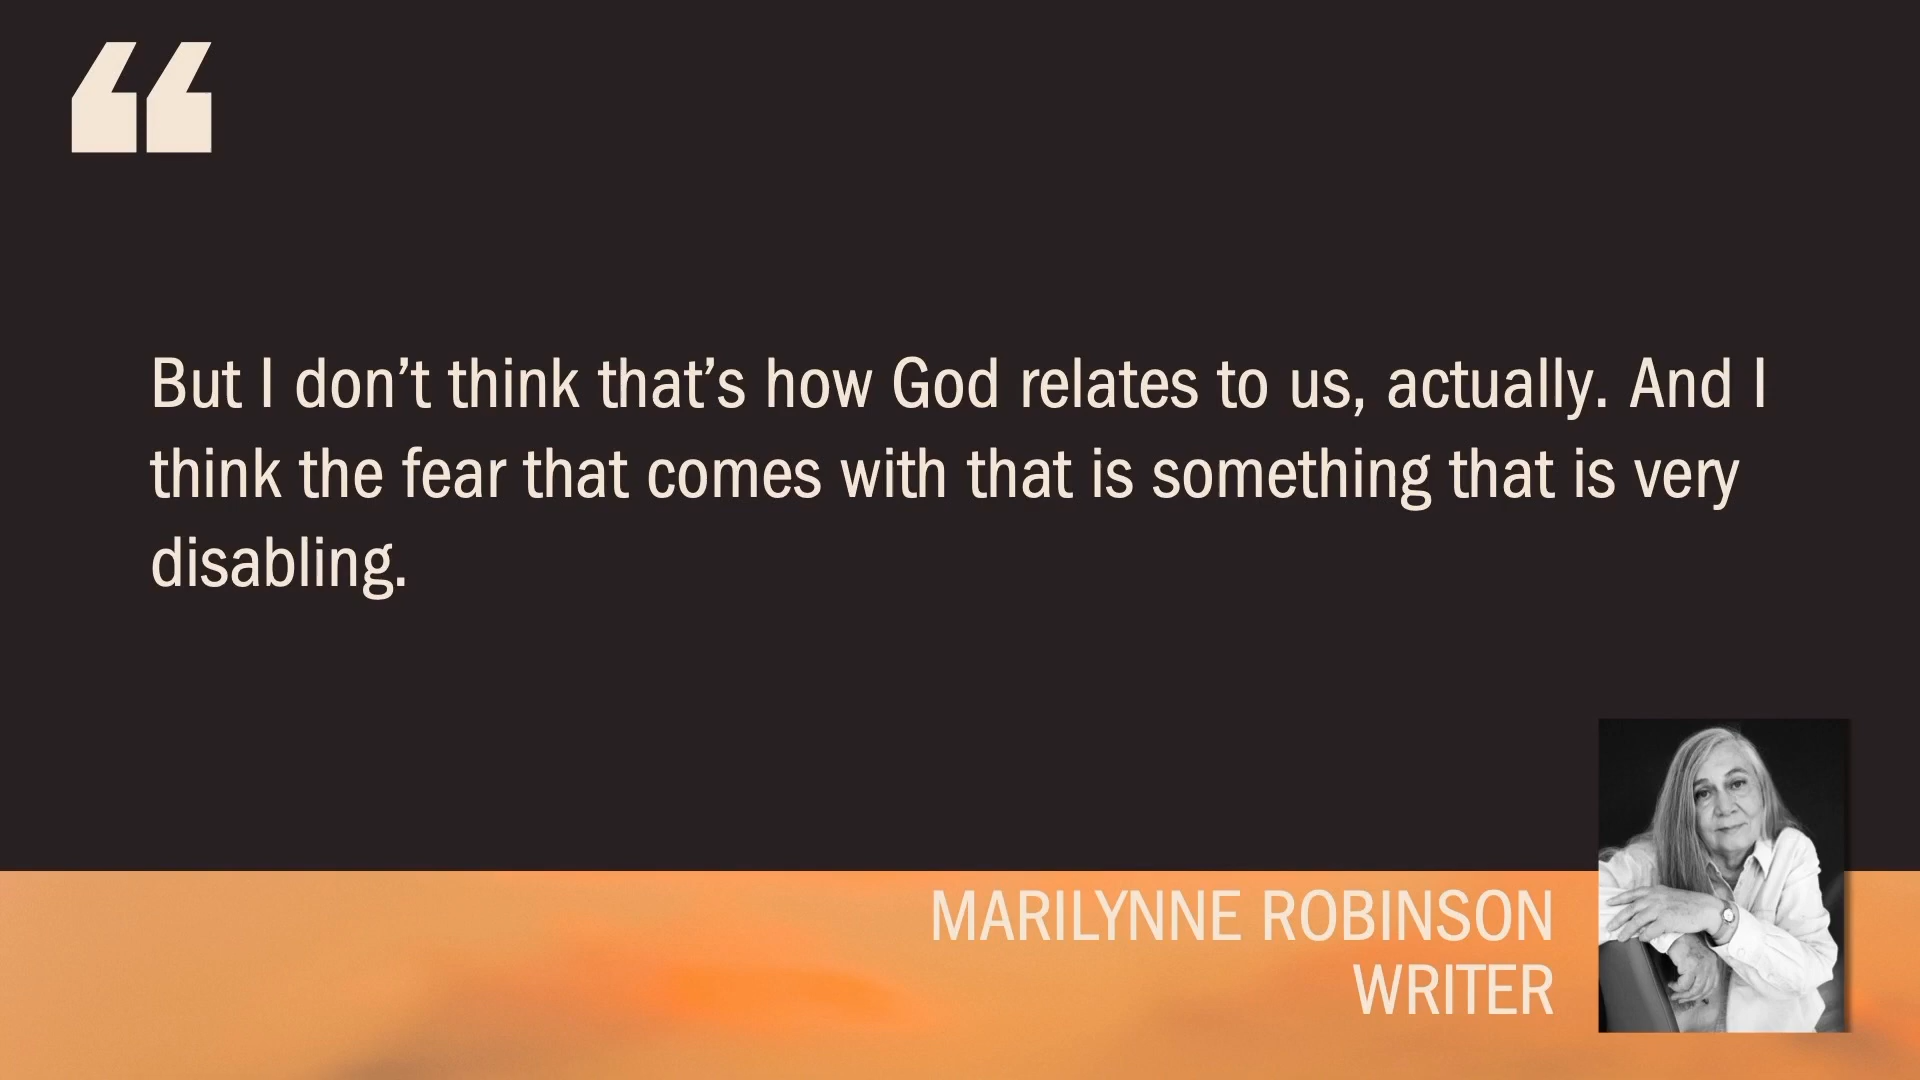 “
But I don’t think that’s how God relates to us, actually. And I
think the fear that comes with that is something that is very
disabling.
MARILYNNE ROBINSON
WRITER